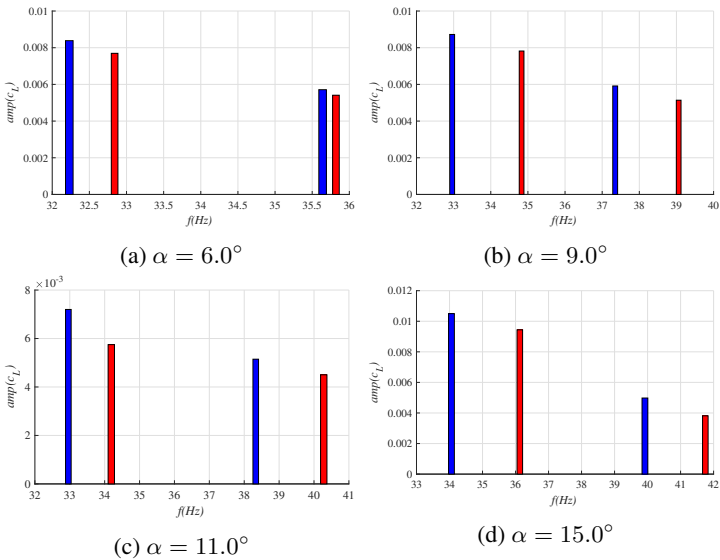 0.01
0.008
0.006
0.004
0.002
0
amp(c_L)
32 32.5 33 33.5 34 34.5 35 35.5 36
f(Hz)
(a) α = 6.0°
0.01
0.008
0.006
0.004
0.002
0
amp(c_L)
32 33 34 35 36 37 38 39 40
f(Hz)
(b) α = 9.0°
×10⁻³
8
6
4
2
0
amp(c_L)
32 33 34 35 36 37 38 39 40 41
f(Hz)
(c) α = 11.0°
0.012
0.01
0.008
0.006
0.004
0.002
0
amp(c_L)
33 34 35 36 37 38 39 40 41 42
f(Hz)
(d) α = 15.0°